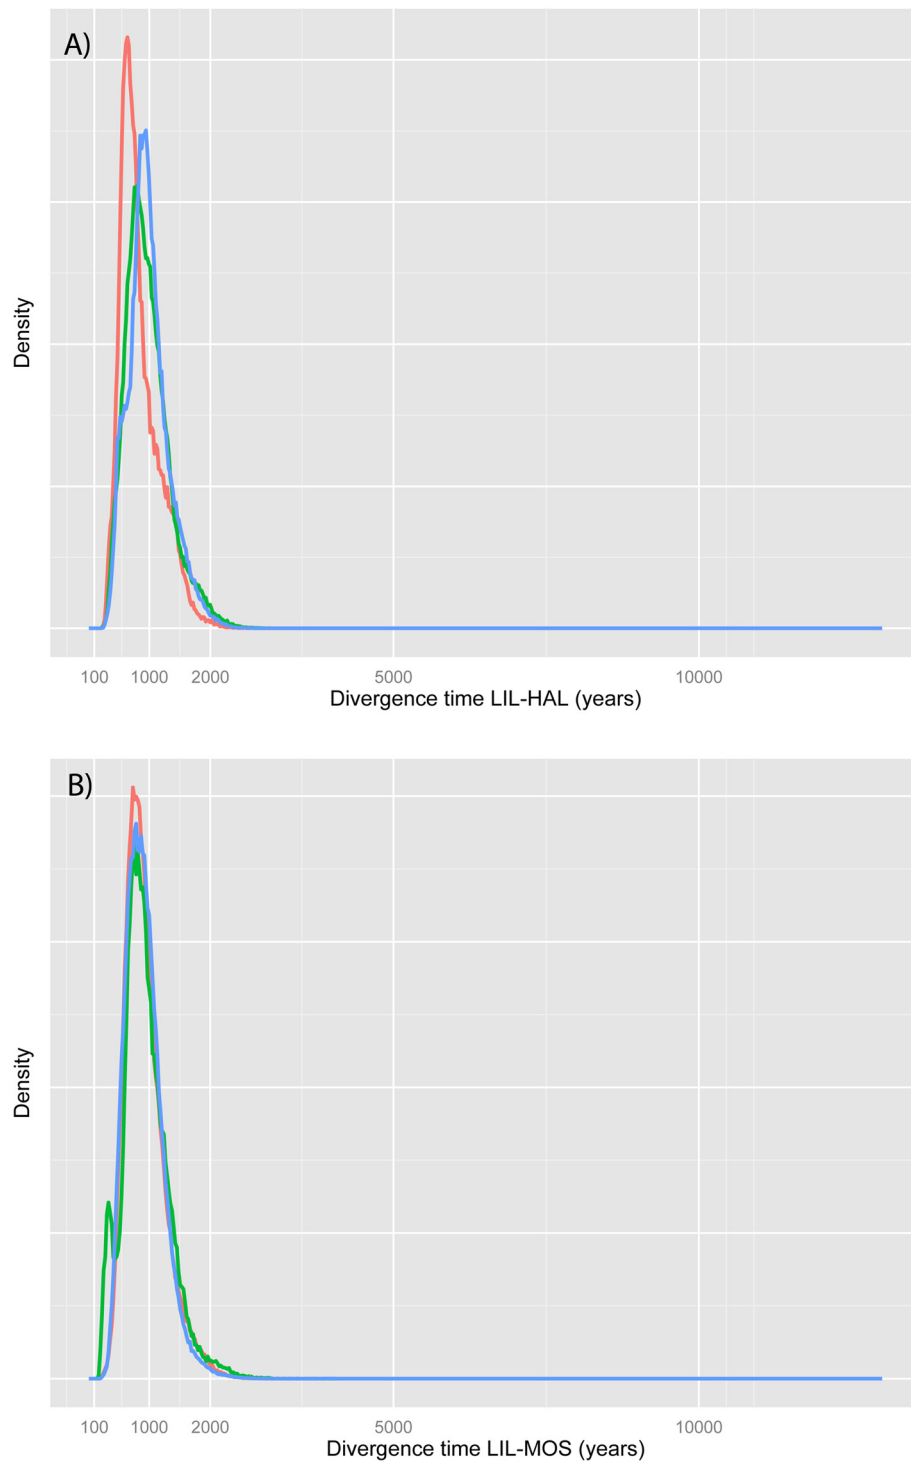 A)
Density
100 1000 2000 5000 10000
Divergence time LIL-HAL (years)
B)
Density
100 1000 2000 5000 10000
Divergence time LIL-MOS (years)